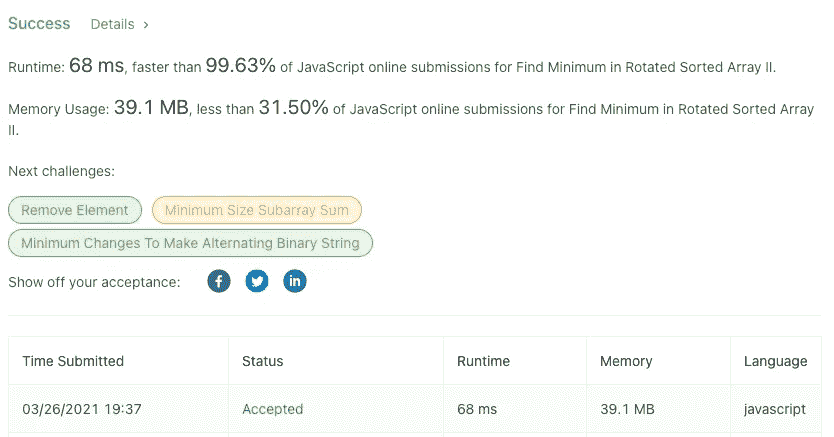 Success Details ›
Runtime: 68 ms, faster than 99.63% of JavaScript online submissions for Find Minimum in Rotated Sorted Array II.
Memory Usage: 39.1 MB, less than 31.50% of JavaScript online submissions for Find Minimum in Rotated Sorted Array
II.
Next challenges:
Remove Element Minimum Size Subarray Sum
Minimum Changes To Make Alternating Binary String
Show off your acceptance: f in
Time Submitted Status Runtime Memory Language
03/26/2021 19:37 Accepted 68 ms 39.1 MB javascript